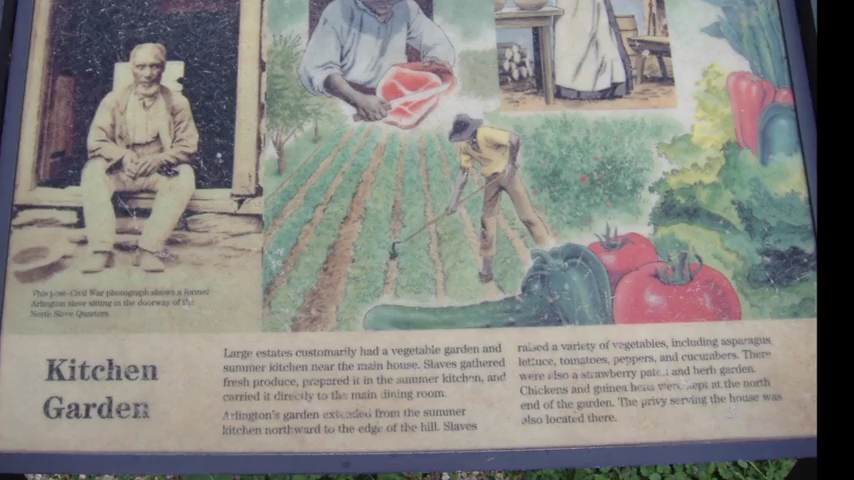 This post-Civil War photograph shows a former
Arlington slave sitting in the doorway of the
North Slave Quarters.
Kitchen
Garden
Large estates customarily had a vegetable garden and
summer kitchen near the main house. Slaves gathered
fresh produce, prepared it in the summer kitchen, and
carried it directly to the main dining room.
Arlington's garden extended from the summer
kitchen northward to the edge of the hill. Slaves
raised a variety of vegetables, including asparagus
lettuce, tomatoes, peppers, and cucumbers. There
were also a strawberry patch and herb garden.
Chickens and guinea hens were kept at the north
end of the garden. The privy serving the house was
also located there.